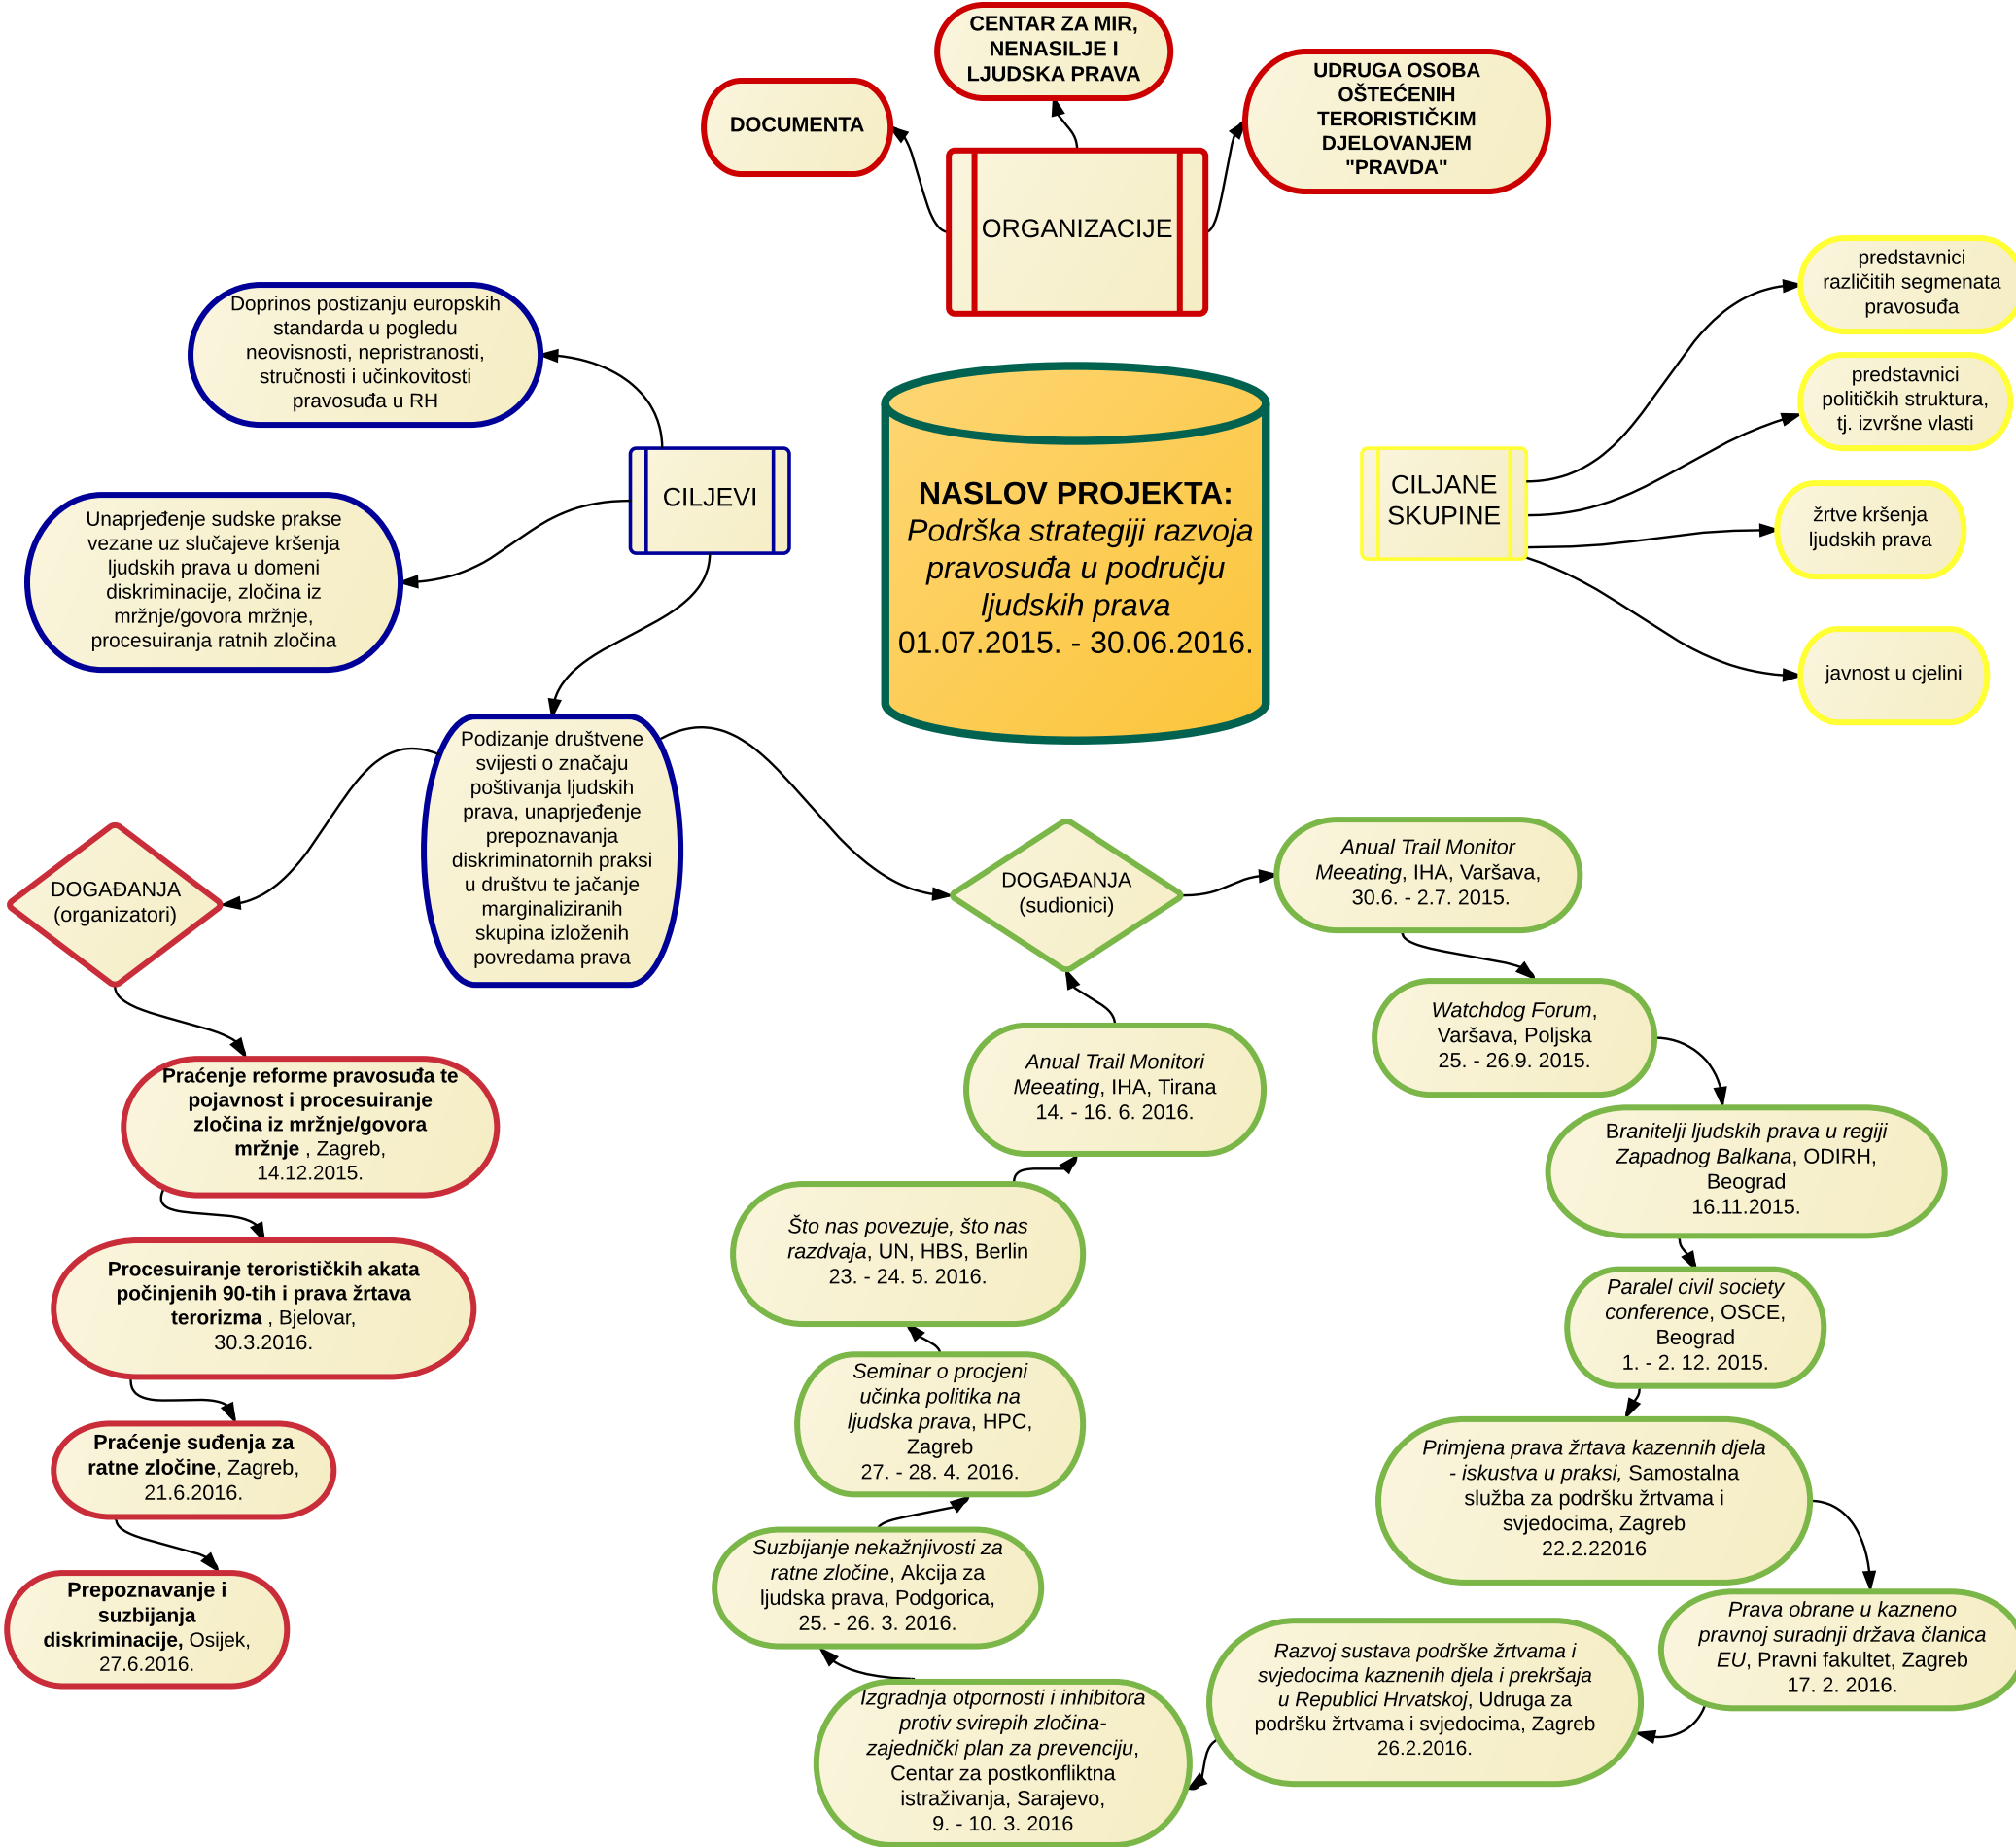 CENTAR ZA MIR,
NENASILJE I
LJUDSKA PRAVA
DOCUMENTA
UDRUGA OSOBA
OŠTEĆENIH
TERORISTIČKIM
DJELOVANJEM
"PRAVDA"
ORGANIZACIJE
Doprinos postizanju europskih
standarda u pogledu
neovisnosti, nepristranosti,
stručnosti i učinkovitosti
pravosuđa u RH
CILJEVI
Unaprjeđenje sudske prakse
vezane uz slučajeve kršenja
ljudskih prava u domeni
diskriminacije, zločina iz
mržnje/govora mržnje,
procesuiranja ratnih zločina
NASLOV PROJEKTA:
Podrška strategiji razvoja
pravosuđa u području
ljudskih prava
01.07.2015. - 30.06.2016.
CILJANE
SKUPINE
predstavnici
različitih segmenata
pravosuđa
predstavnici
političkih struktura,
tj. izvršne vlasti
žrtve kršenja
ljudskih prava
javnost u cjelini
Podizanje društvene
svijesti o značaju
poštivanja ljudskih
prava, unaprjeđenje
prepoznavanja
diskriminatornih praksi
u društvu te jačanje
marginaliziranih
skupina izloženih
povredama prava
DOGAĐANJA
(organizatori)
Praćenje reforme pravosuđa te
pojavnost i procesuiranje
zločina iz mržnje/govora
mržnje , Zagreb,
14.12.2015.
Procesuiranje terorističkih akata
počinjenih 90-tih i prava žrtava
terorizma , Bjelovar,
30.3.2016.
Praćenje suđenja za
ratne zločine, Zagreb,
21.6.2016.
Prepoznavanje i
suzbijanja
diskriminacije, Osijek,
27.6.2016.
DOGAĐANJA
(sudionici)
Anual Trail Monitor
Meeating, IHA, Varšava,
30.6. - 2.7. 2015.
Watchdog Forum,
Varšava, Poljska
25. - 26.9. 2015.
Branitelji ljudskih prava u regiji
Zapadnog Balkana, ODIRH,
Beograd
16.11.2015.
Paralel civil society
conference, OSCE,
Beograd
1. - 2. 12. 2015.
Primjena prava žrtava kazennih djela
- iskustva u praksi, Samostalna
služba za podršku žrtvama i
svjedocima, Zagreb
22.2.22016
Prava obrane u kazneno
pravnoj suradnji država članica
EU, Pravni fakultet, Zagreb
17. 2. 2016.
Razvoj sustava podrške žrtvama i
svjedocima kaznenih djela i prekršaja
u Republici Hrvatskoj, Udruga za
podršku žrtvama i svjedocima, Zagreb
26.2.2016.
Izgradnja otpornosti i inhibitora
protiv svirepih zločina-
zajednički plan za prevenciju,
Centar za postkonfliktna
istraživanja, Sarajevo,
9. - 10. 3. 2016
Suzbijanje nekažnjivosti za
ratne zločine, Akcija za
ljudska prava, Podgorica,
25. - 26. 3. 2016.
Seminar o procjeni
učinka politika na
ljudska prava, HPC,
Zagreb
27. - 28. 4. 2016.
Što nas povezuje, što nas
razdvaja, UN, HBS, Berlin
23. - 24. 5. 2016.
Anual Trail Monitori
Meeating, IHA, Tirana
14. - 16. 6. 2016.